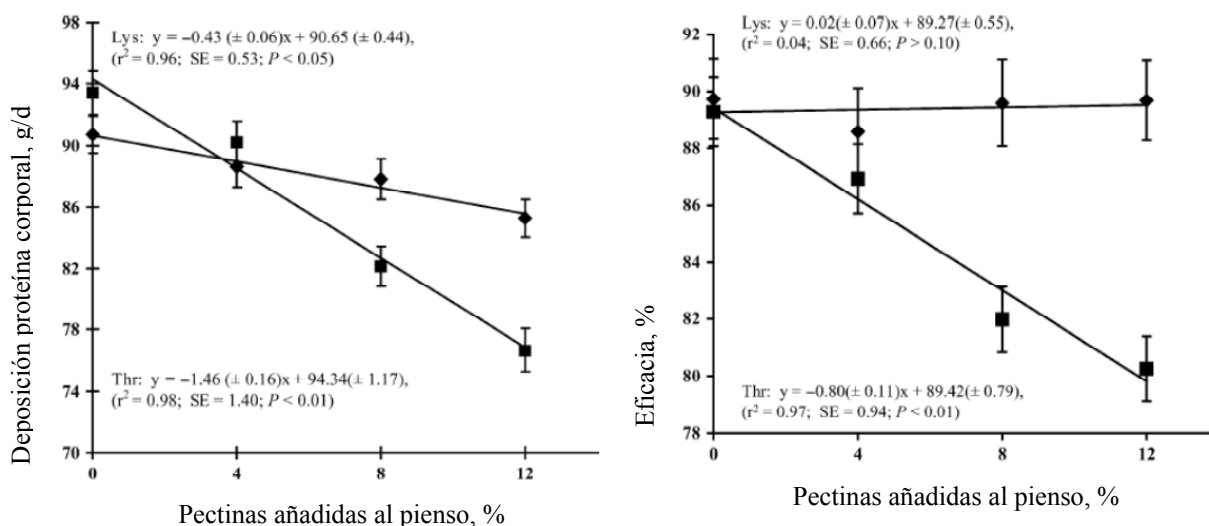 98
94
90
86
82
78
74
70
0
4
8
12
Deposición proteína corporal, g/d
Lys: y = −0.43 (± 0.06)x + 90.65 (± 0.44),
(r² = 0.96; SE = 0.53; P < 0.05)
Thr: y = −1.46 (± 0.16)x + 94.34(± 1.17),
(r² = 0.98; SE = 1.40; P < 0.01)
Pectinas añadidas al pienso, %
Lys: y = 0.02(± 0.07)x + 89.27(± 0.55),
(r² = 0.04; SE = 0.66; P > 0.10)
92
90
88
86
84
82
80
78
0
4
8
12
Eficacia, %
Thr: y = −0.80(± 0.11)x + 89.42(± 0.79),
(r² = 0.97; SE = 0.94; P < 0.01)
Pectinas añadidas al pienso, %